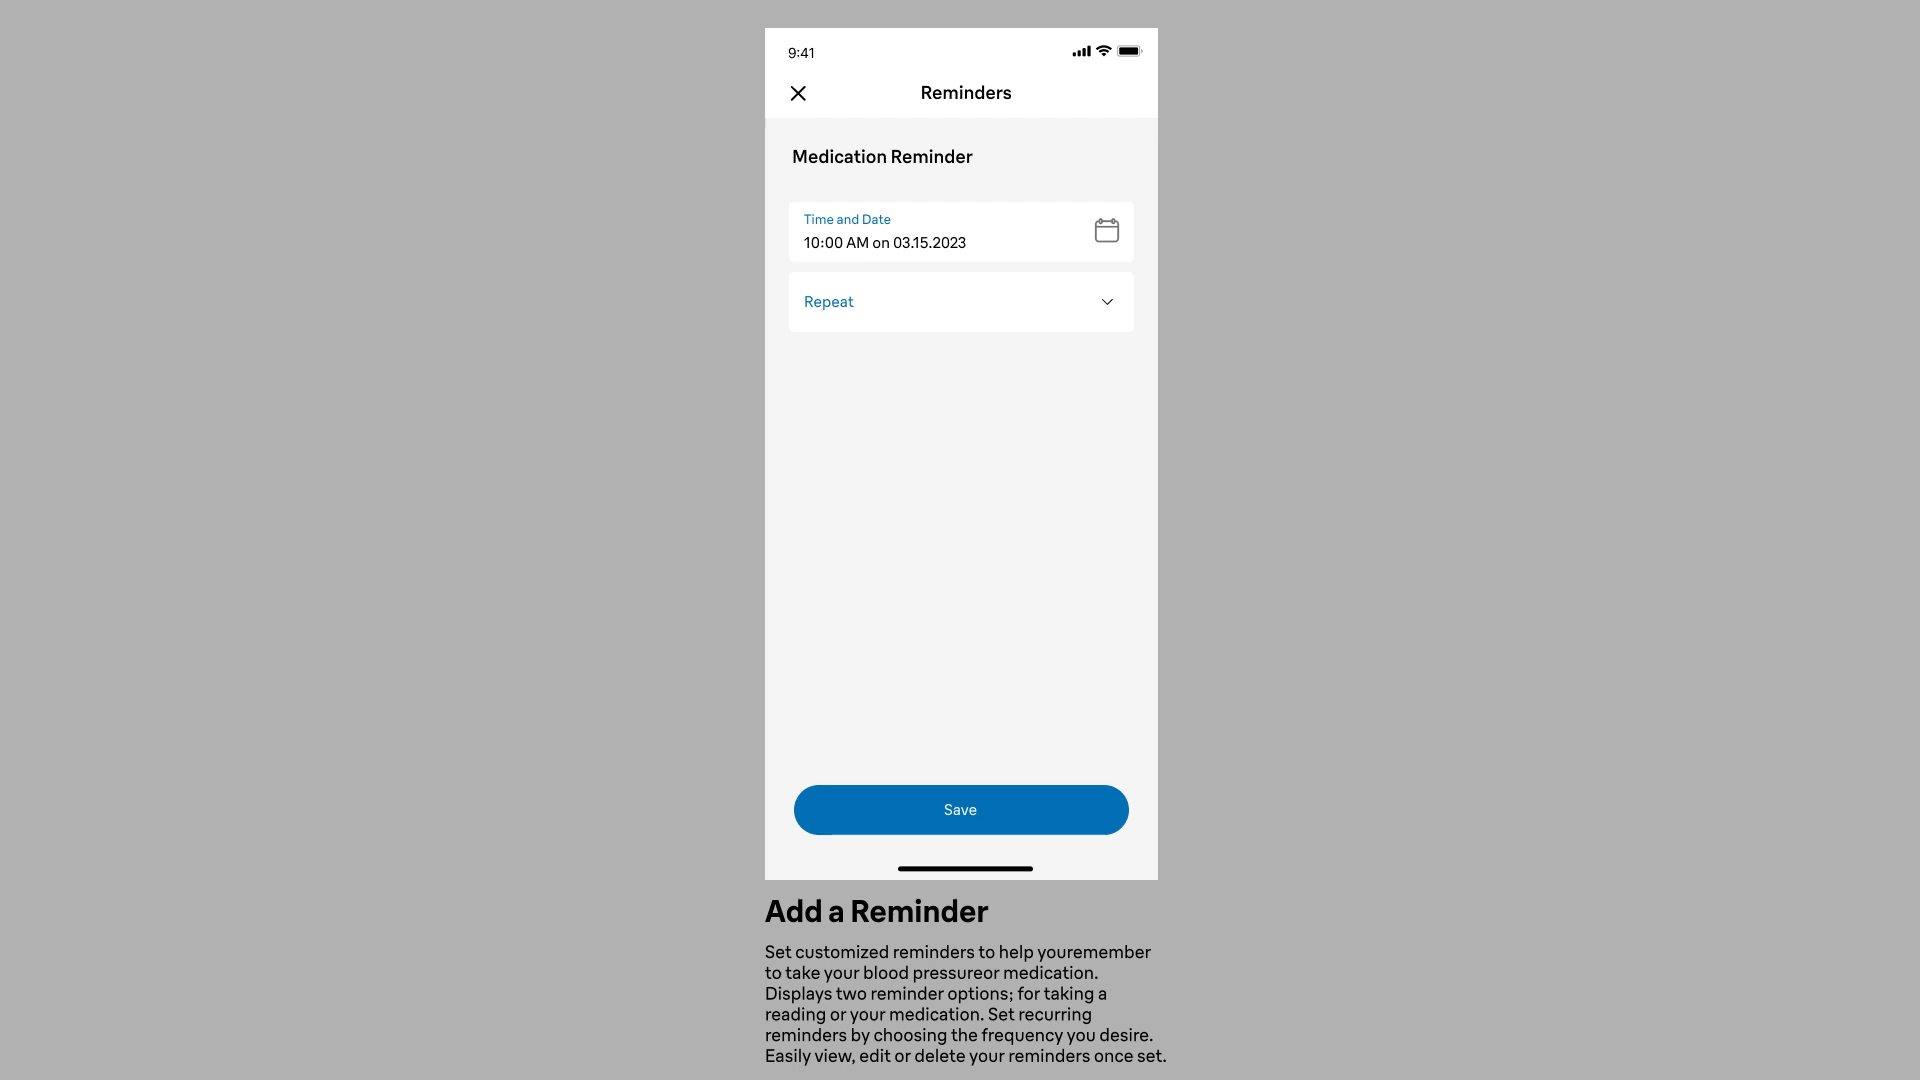 9:41
Reminders
Medication Reminder
Time and Date
10:00 AM on 03.15.2023
Repeat
Save
Add a Reminder
Set customized reminders to help youremember
to take your blood pressureor medication.
Displays two reminder options; for taking a
reading or your medication. Set recurring
reminders by choosing the frequency you desire.
Easily view, edit or delete your reminders once set.